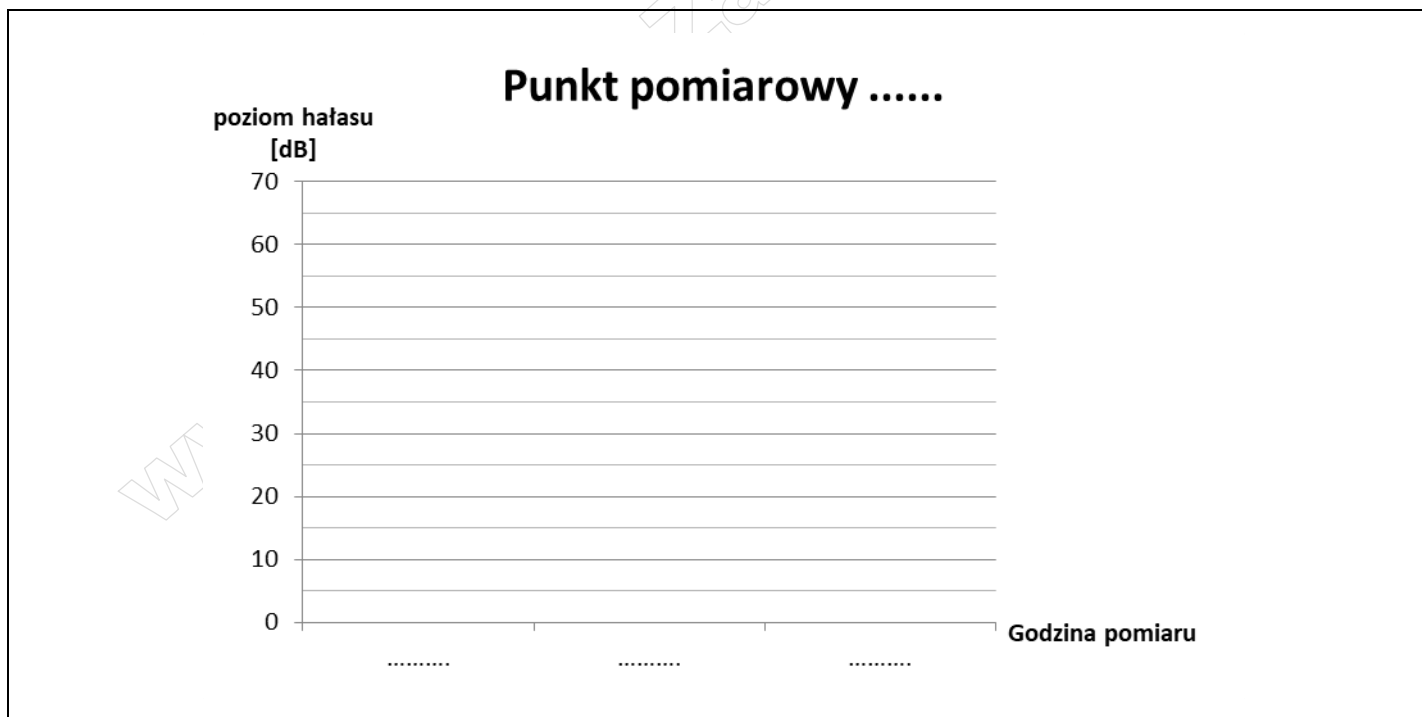 Punkt pomiarowy ......
poziom hałasu
[dB]
70
60
50
40
30
20
10
0
Godzina pomiaru
.......... .......... ..........